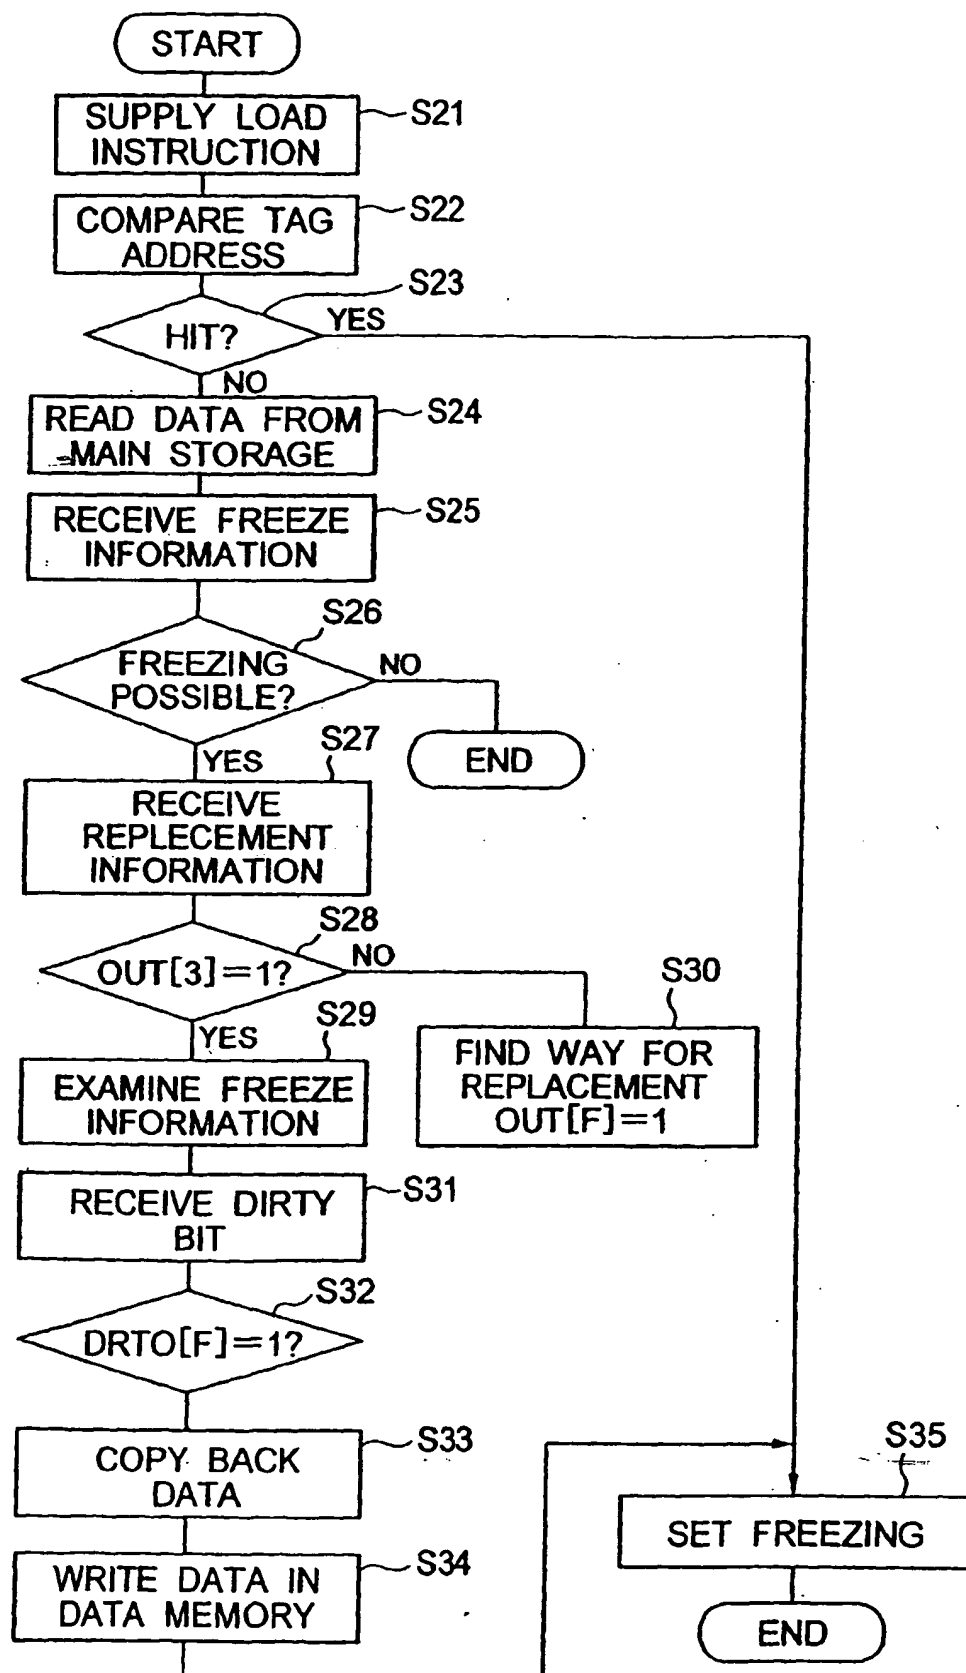 START
SUPPLY LOAD
INSTRUCTION
S21
COMPARE TAG
ADDRESS
S22
S23
HIT?
YES
NO
READ DATA FROM
MAIN STORAGE
S24
RECEIVE FREEZE
INFORMATION
S25
S26
FREEZING
POSSIBLE?
NO
END
YES
S27
RECEIVE
REPLECEMENT
INFORMATION
S28
OUT[3]=1?
NO
S30
FIND WAY FOR
REPLACEMENT
OUT[F]=1
YES
S29
EXAMINE FREEZE
INFORMATION
RECEIVE DIRTY
BIT
S31
S32
DRTO[F]=1?
COPY BACK
DATA
S33
S35
SET FREEZING
WRITE DATA IN
DATA MEMORY
S34
END